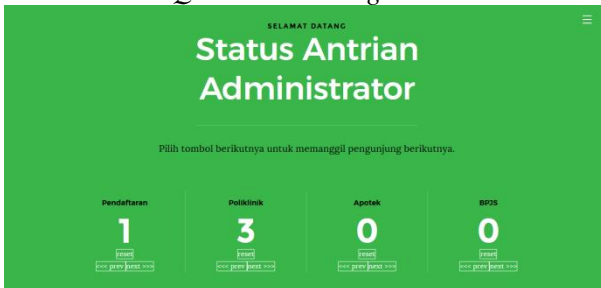 SELAMAT DATANG
Status Antrian
Administrator
Pilih tombol berikutnya untuk memanggil pengunjung berikutnya.
Pendaftaran Poliklinik Apotek BPJS
1 3 0 0
reset reset reset reset
<<< prev next >>> <<< prev next >>> <<< prev next >>> <<< prev next >>>